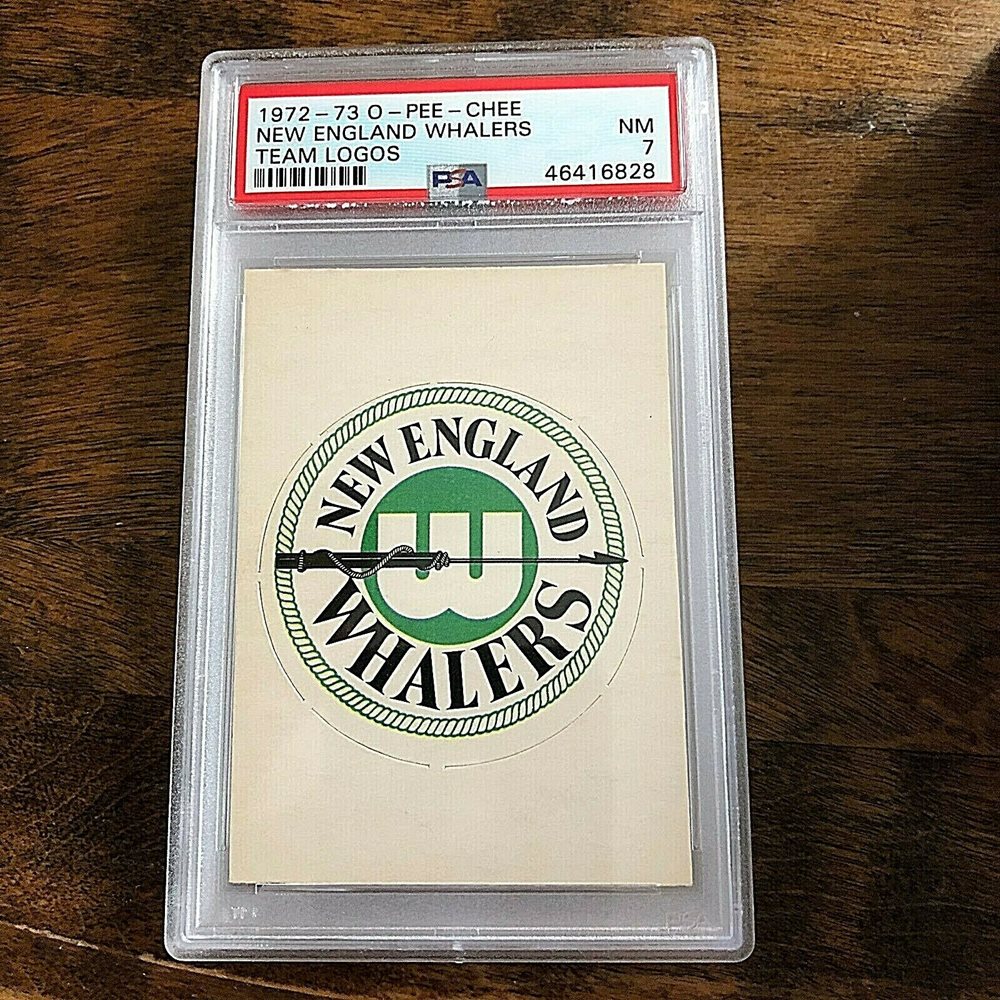 1972-73 O-PEE-CHEE
NEW ENGLAND WHALERS
TEAM LOGOS
NM
7
46416828
PSA
NEW ENGLAND
W
WHALERS